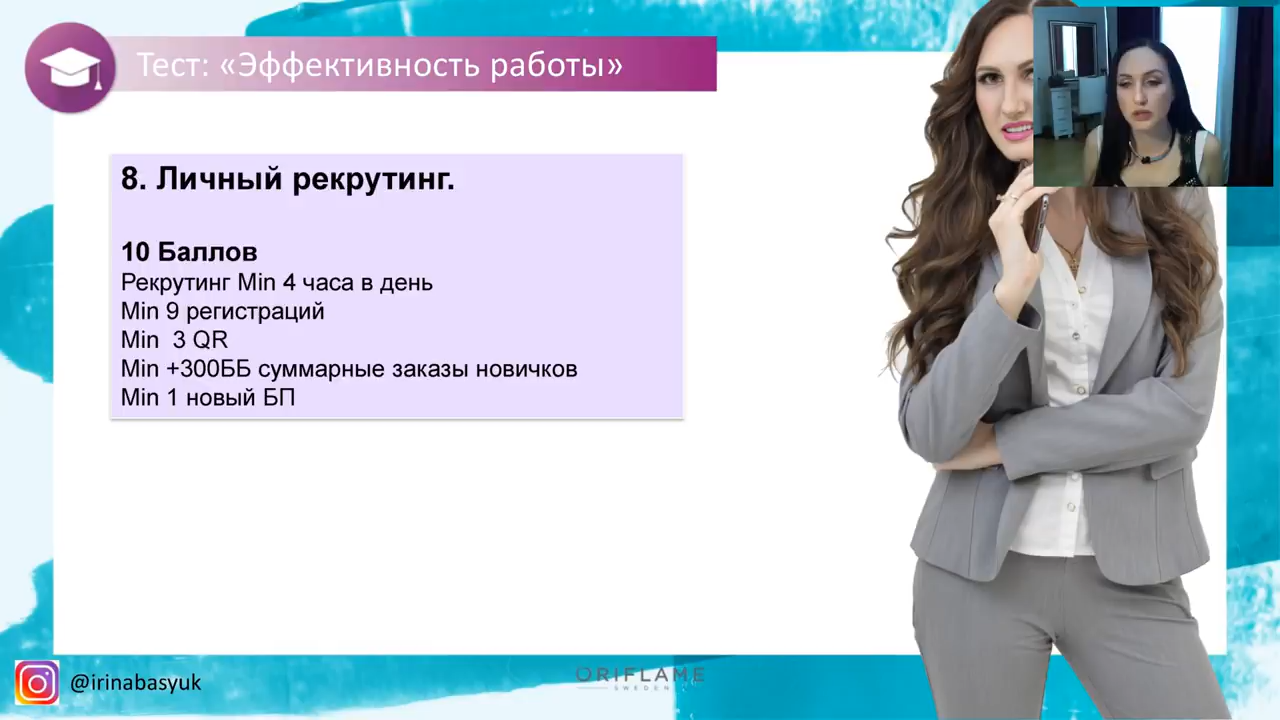 Тест: «Эффективность работы»
8. Личный рекрутинг.
10 Баллов
Рекрутинг Min 4 часа в день
Min 9 регистраций
Min 3 QR
Min +300ББ суммарные заказы новичков
Min 1 новый БП
@irinabasyuk
ORIFLAME
SWEDEN